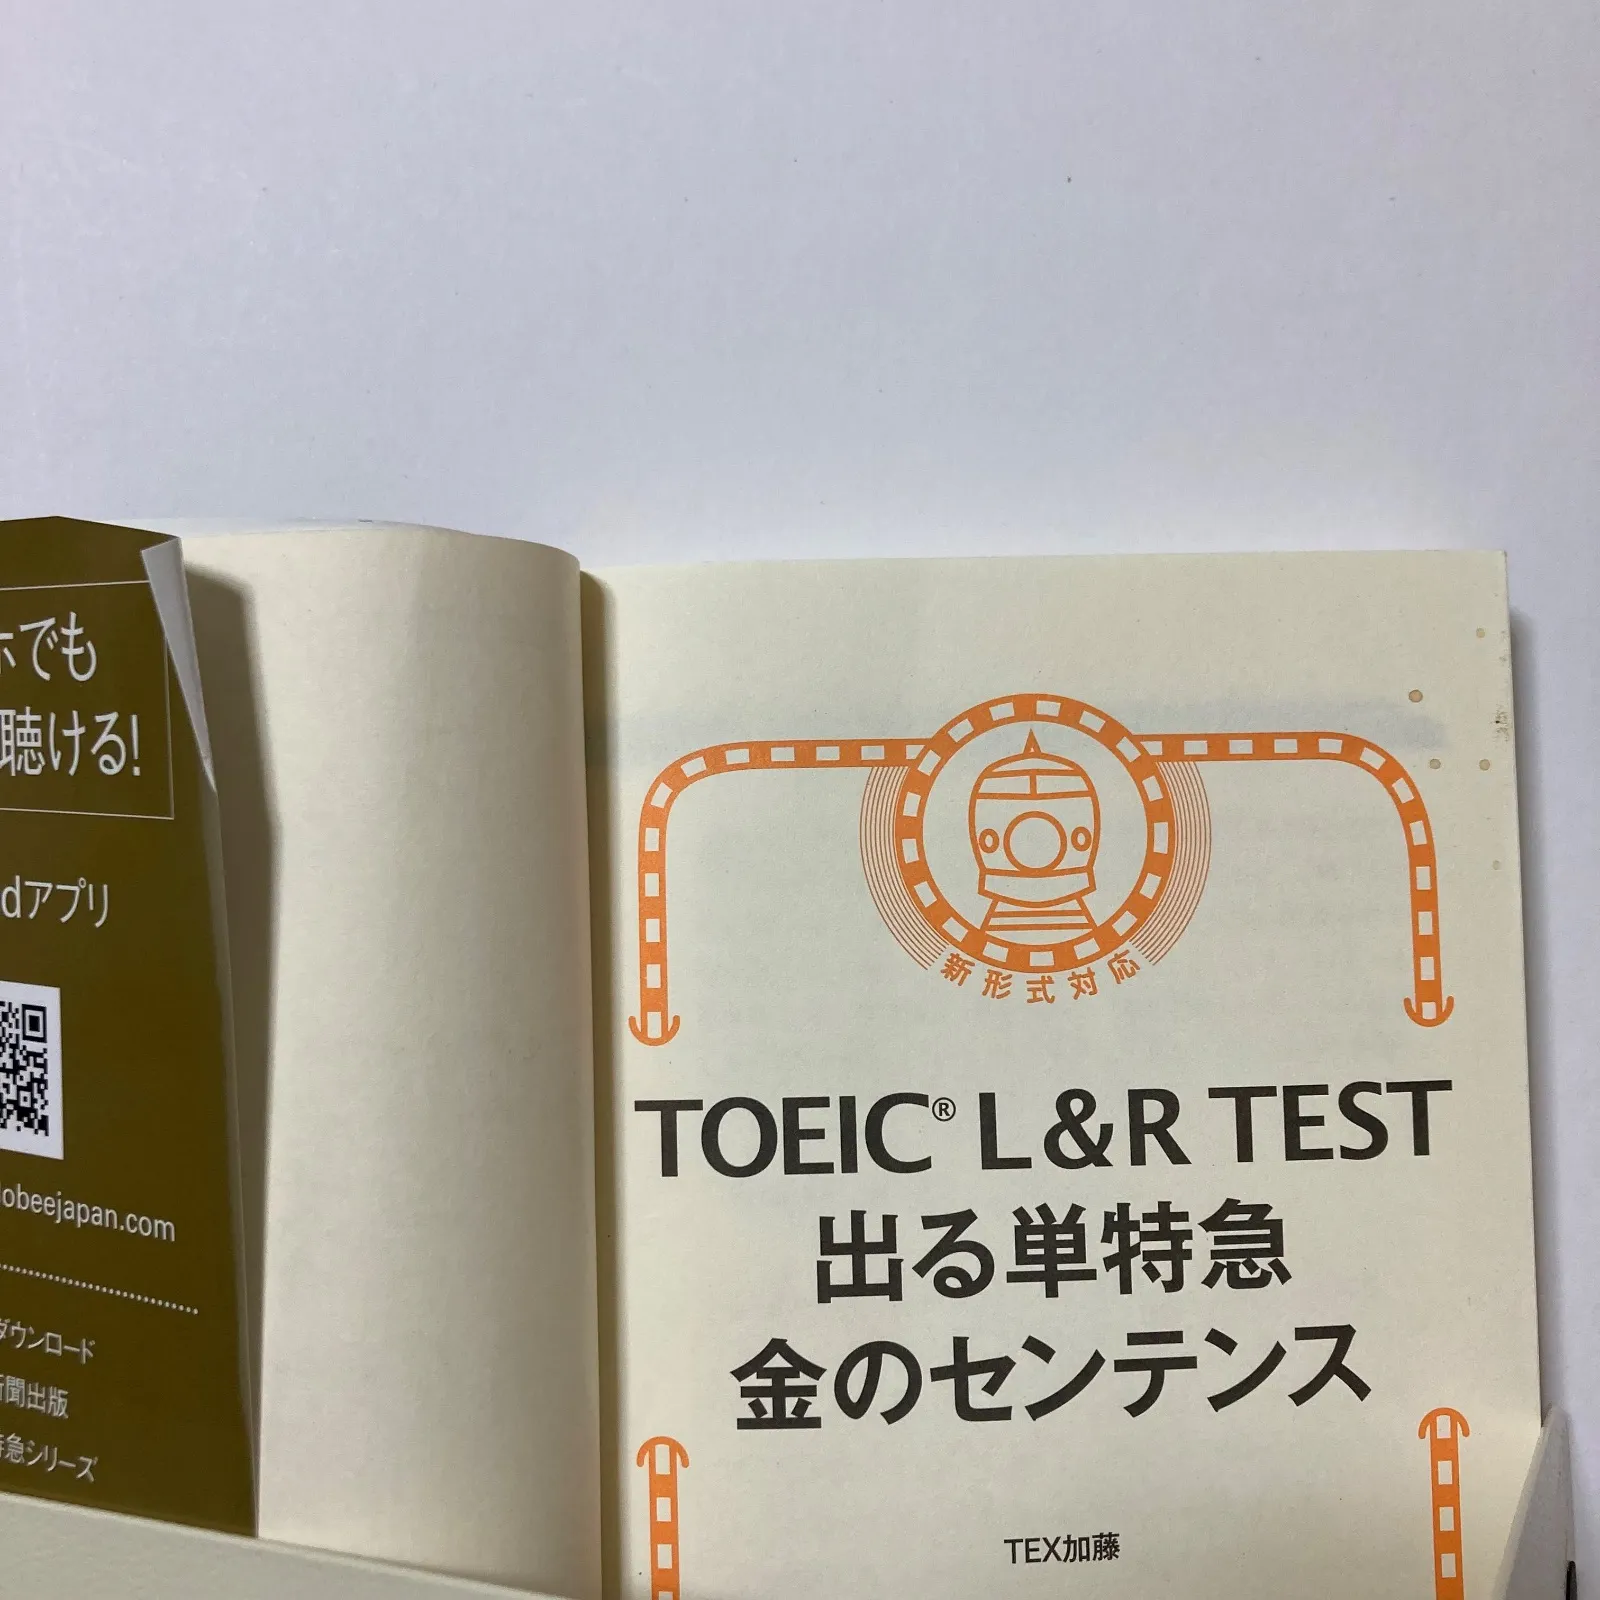 でも
聴ける!
dアプリ
obeejapan.com
ダウンロード
聞出版
急シリーズ
新形式対応
TOEIC® L&R TEST
出る単特急
金のセンテンス
TEX加藤